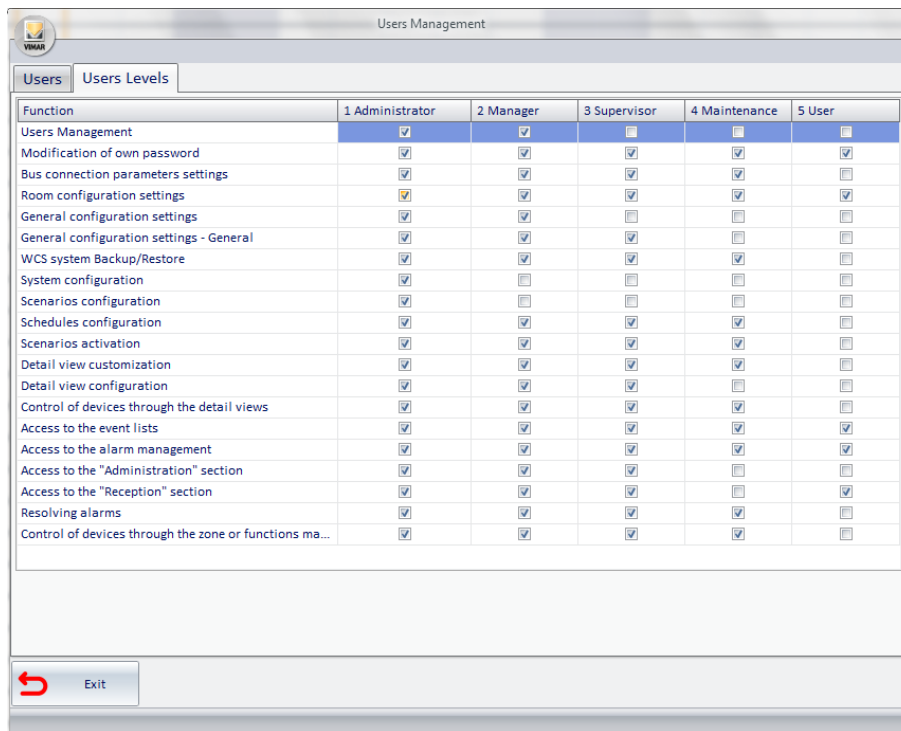 Users Management
VIMAR
Users Users Levels
Function 1 Administrator 2 Manager 3 Supervisor 4 Maintenance 5 User
Users Management
Modification of own password
Bus connection parameters settings
Room configuration settings
General configuration settings
General configuration settings - General
WCS system Backup/Restore
System configuration
Scenarios configuration
Schedules configuration
Scenarios activation
Detail view customization
Detail view configuration
Control of devices through the detail views
Access to the event lists
Access to the alarm management
Access to the "Administration" section
Access to the "Reception" section
Resolving alarms
Control of devices through the zone or functions ma...
Exit